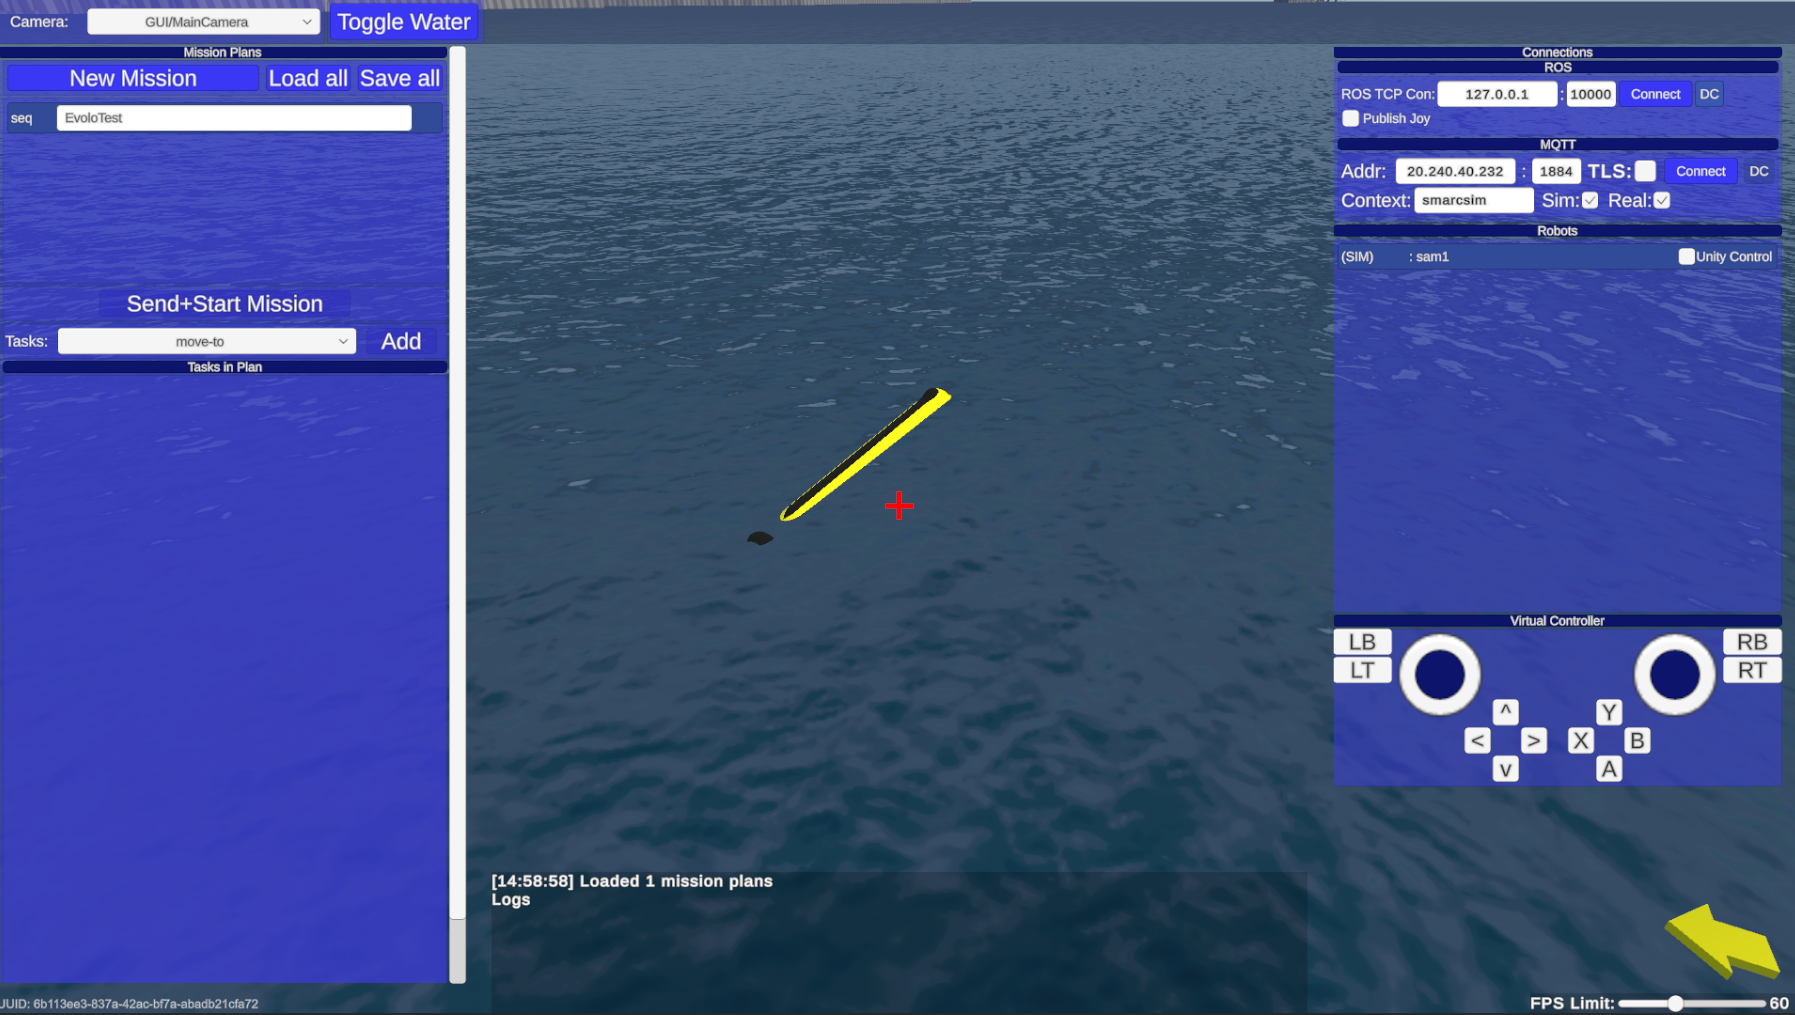 Camera: GUI/MainCamera Toggle Water
Mission Plans
New Mission Load all Save all
seq EvoloTest
Send+Start Mission
Tasks: move-to Add
Tasks in Plan
Connections
ROS
ROS TCP Con: 127.0.0.1 : 10000 Connect DC
Publish Joy
MQTT
Addr: 20.240.40.232 : 1884 TLS: Connect DC
Context: smarcsim Sim: Real:
Robots
(SIM) : sam1 Unity Control
Virtual Controller
LB RB
LT RT
^ Y
< > X B
v A
[14:58:58] Loaded 1 mission plans
Logs
UUID: 6b113ee3-837a-42ac-bf7a-abadb21cfa72
FPS Limit: 60